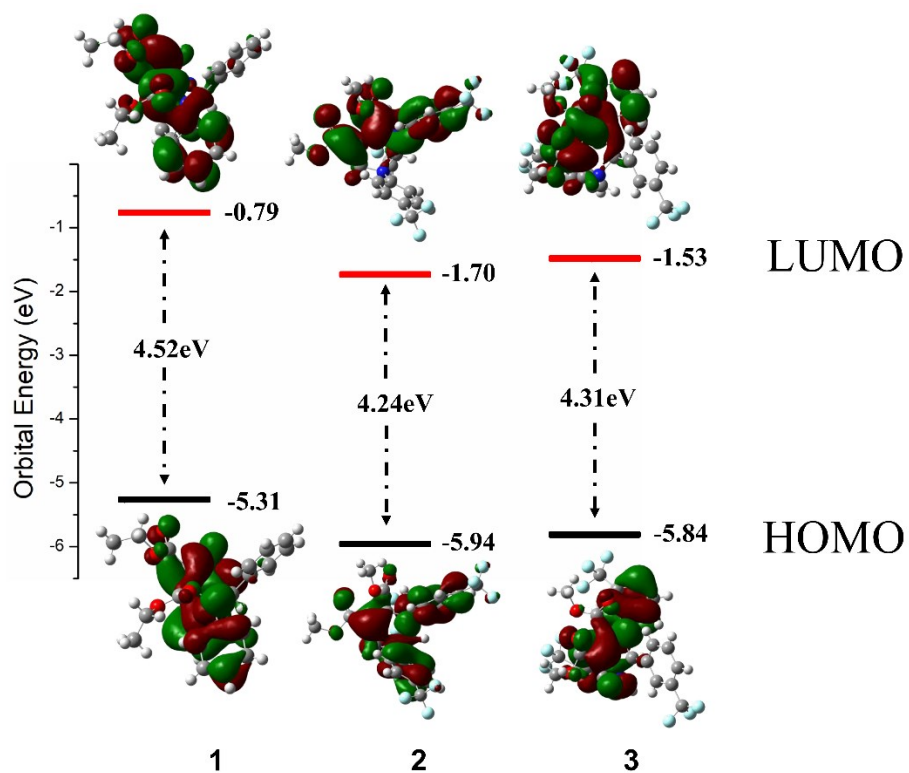 -0.79
-1
-1.53
LUMO
-1.70
-2
Orbital Energy (eV)
-3
4.52eV
4.24eV
4.31eV
-4
-5
-5.31
-5.94
-5.84
HOMO
-6
1
2
3